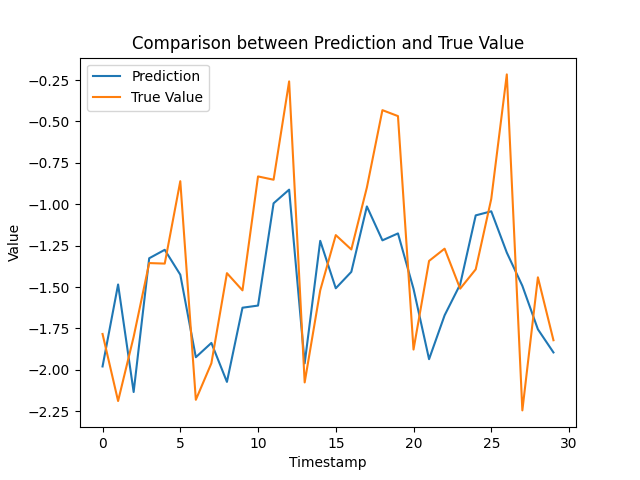 Comparison between Prediction and True Value
Prediction
True Value
−0.25
−0.50
−0.75
−1.00
−1.25
−1.50
−1.75
−2.00
−2.25
Value
0 5 10 15 20 25 30
Timestamp